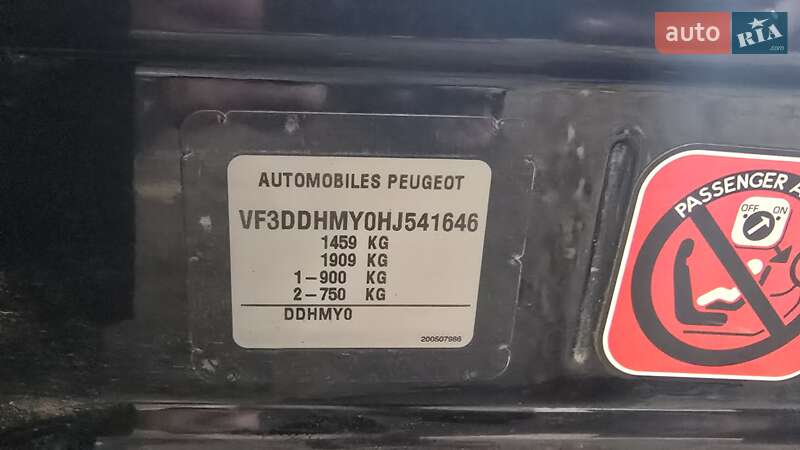 auto RIA
.com
AUTOMOBILES PEUGEOT
VF3DDHMY0HJ541646
1459 KG
1909 KG
1-900 KG
2-750 KG
DDHMY0
200507986
PASSENGER A
OFF ON